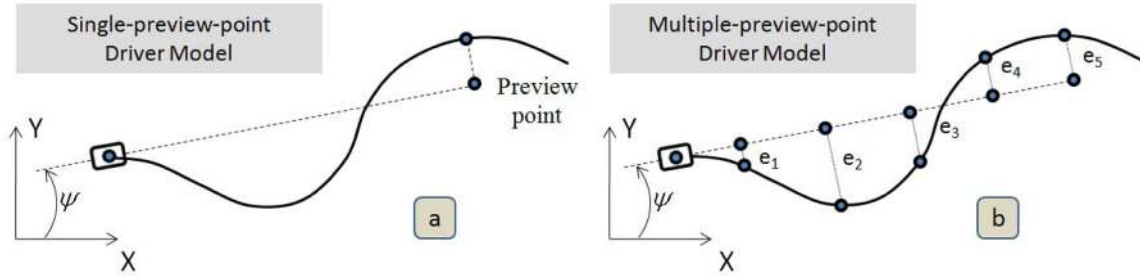 Single-preview-point
Driver Model
Preview
point
Y
ψ
X
a
Multiple-preview-point
Driver Model
e4
e5
e3
e1
e2
Y
ψ
X
b